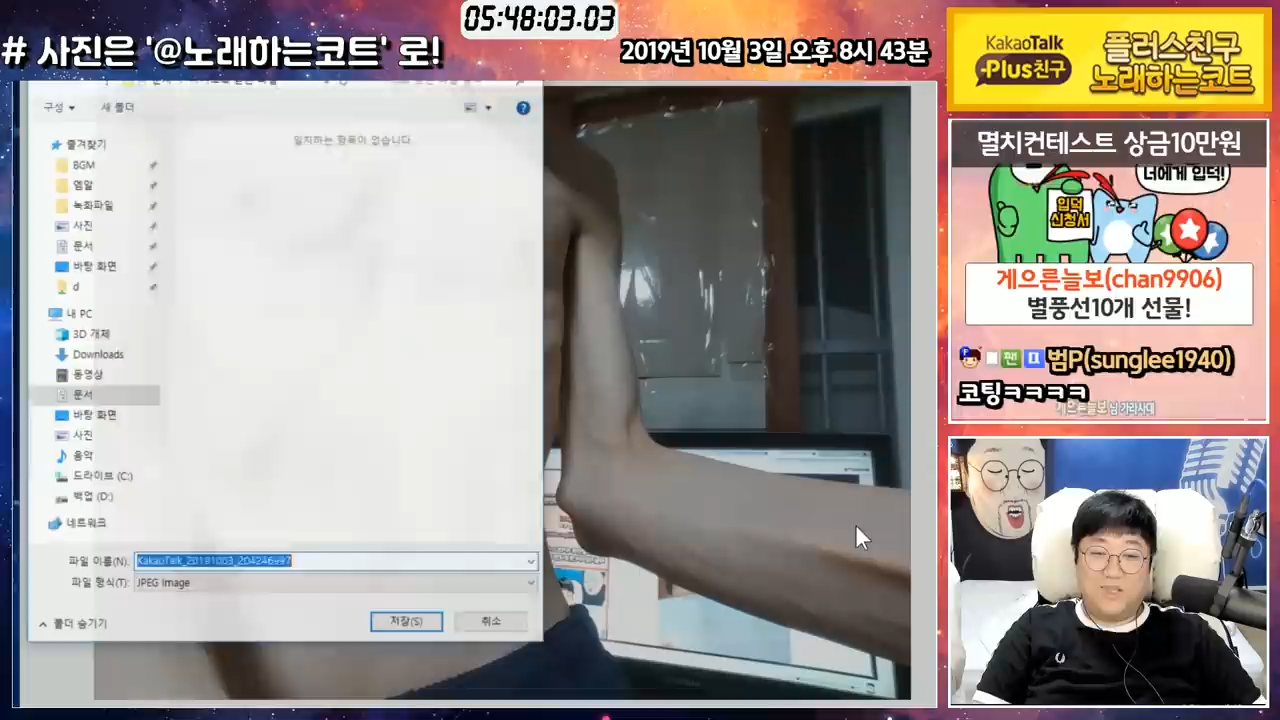 05:48:03.03
# 사진은 '@노래하는코트' 로!
2019년 10월 3일 오후 8시 43분
KakaoTalk
Plus친구
플러스친구
노래하는코트
구성
새 폴더
일치하는 항목이 없습니다.
즐겨찾기
BGM
엠알
녹화파일
사진
문서
바탕 화면
d
내 PC
3D 개체
Downloads
동영상
문서
바탕 화면
사진
음악
드라이브 (C:)
백업 (D:)
네트워크
파일 이름(N):
파일 형식(T):
JPEG Image
폴더 숨기기
저장(S)
취소
멸치컨테스트 상금10만원
너에게 입덕!
입덕
신청서
게으른늘보(chan9906)
별풍선10개 선물!
팬
범P(sunglee1940)
코팅ㅋㅋㅋㅋ